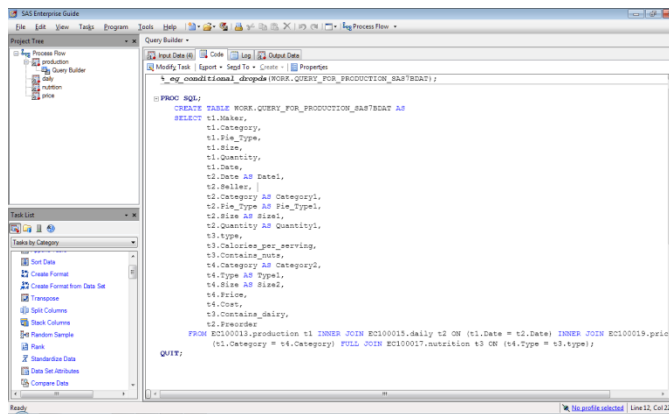 SAS Enterprise Guide
File Edit View Tasks Program Tools Help Process Flow
Project Tree
Process Flow
production
Query Builder
daily
nutrition
price
Query Builder
Input Data (4) Code Log Output Data
Modify Task Export Send To Create Properties
% eg_conditional_dropds(WORK.QUERY_FOR_PRODUCTION_SAS7BDAT);
PROC SQL;
CREATE TABLE WORK.QUERY_FOR_PRODUCTION_SAS7BDAT AS
SELECT t1.Maker,
t1.Category,
t1.Pie_Type,
t1.Size,
t1.Quantity,
t1.Date,
t2.Date AS Date1,
t2.Seller,
t2.Category AS Category1,
t2.Pie_Type AS Pie_Type1,
t2.Size AS Size1,
t2.Quantity AS Quantity1,
t3.type,
t3.Calories_per_serving,
t3.Contains_nuts,
t4.Category AS Category2,
t4.Type AS Type1,
t4.Size AS Size2,
t4.Price,
t4.Cost,
t3.Contains_dairy,
t2.Preorder
FROM EC100013.production t1 INNER JOIN EC100015.daily t2 ON (t1.Date = t2.Date) INNER JOIN EC100019.pric
(t1.Category = t4.Category) FULL JOIN EC100017.nutrition t3 ON (t4.Type = t3.type);
QUIT;
Task List
Tasks by Category
Sort Data
Create Format
Create Format from Data Set
Transpose
Split Columns
Stack Columns
Random Sample
Rank
Standardize Data
Data Set Attributes
Compare Data
Ready
No profile selected Line 12, Col 2